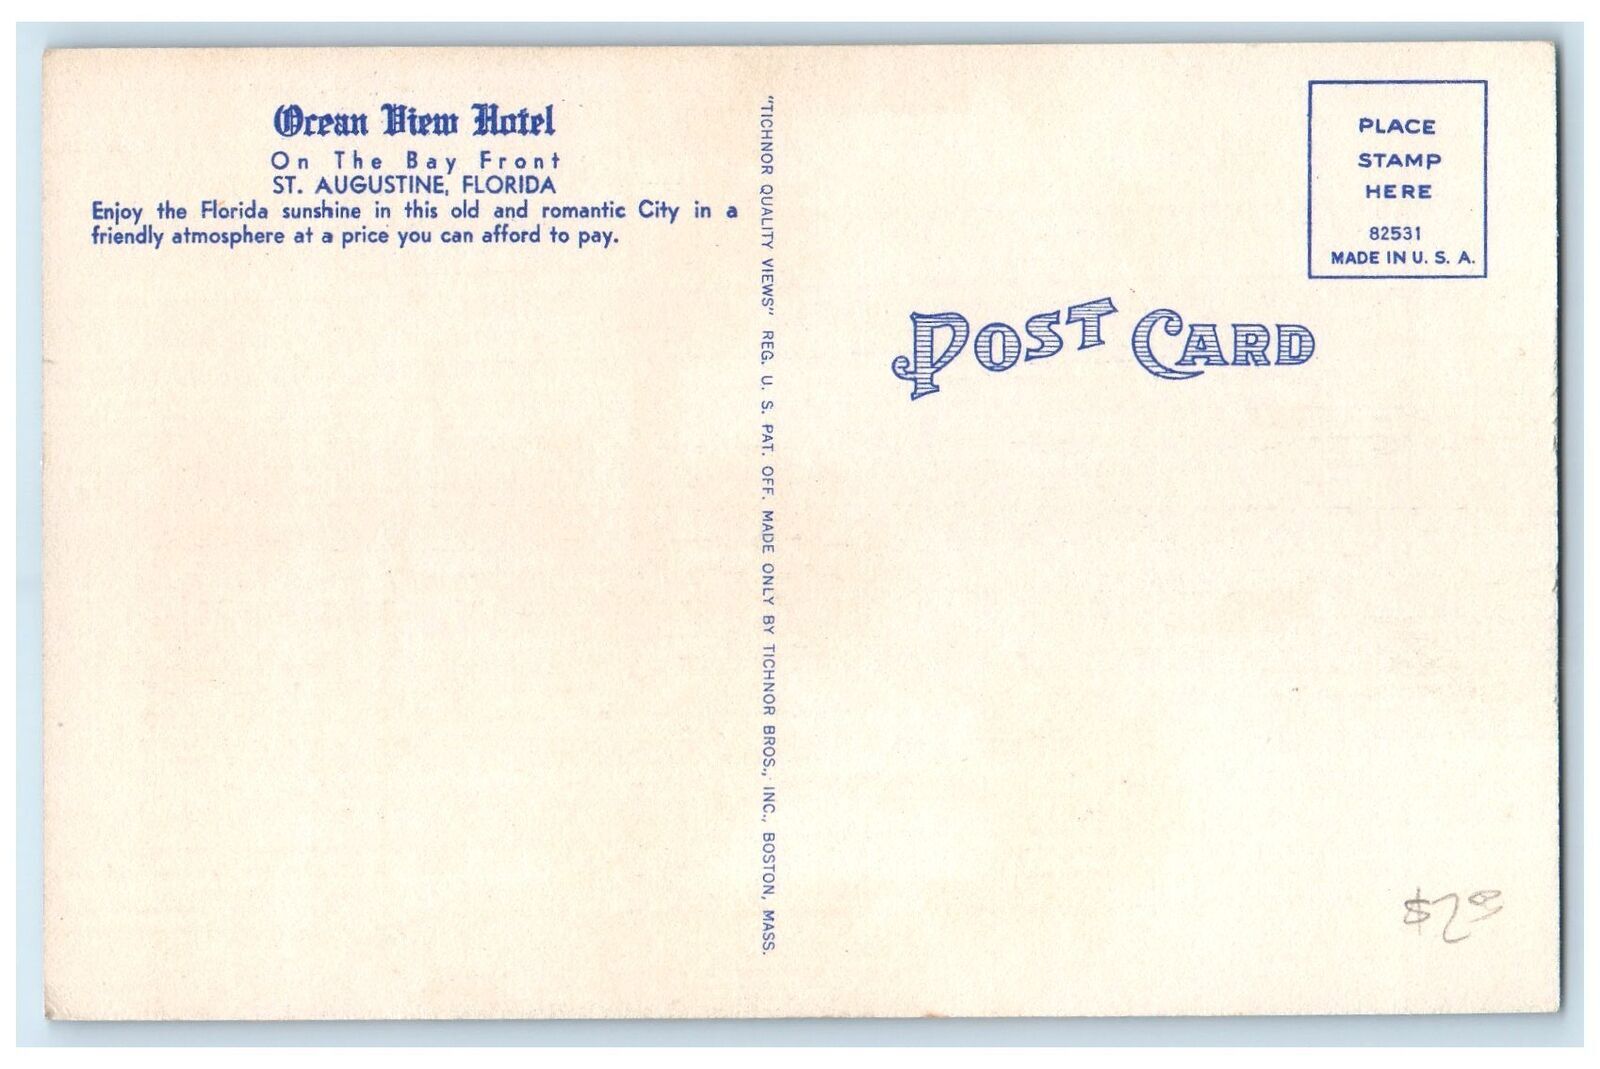 Ocean View Hotel
On The Bay Front
ST. AUGUSTINE, FLORIDA
Enjoy the Florida sunshine in this old and romantic City in a
friendly atmosphere at a price you can afford to pay.
"TICHNOR QUALITY VIEWS" REG. U. S. PAT. OFF. MADE ONLY BY TICHNOR BROS., INC., BOSTON, MASS.
PLACE
STAMP
HERE
82531
MADE IN U. S. A.
POST CARD